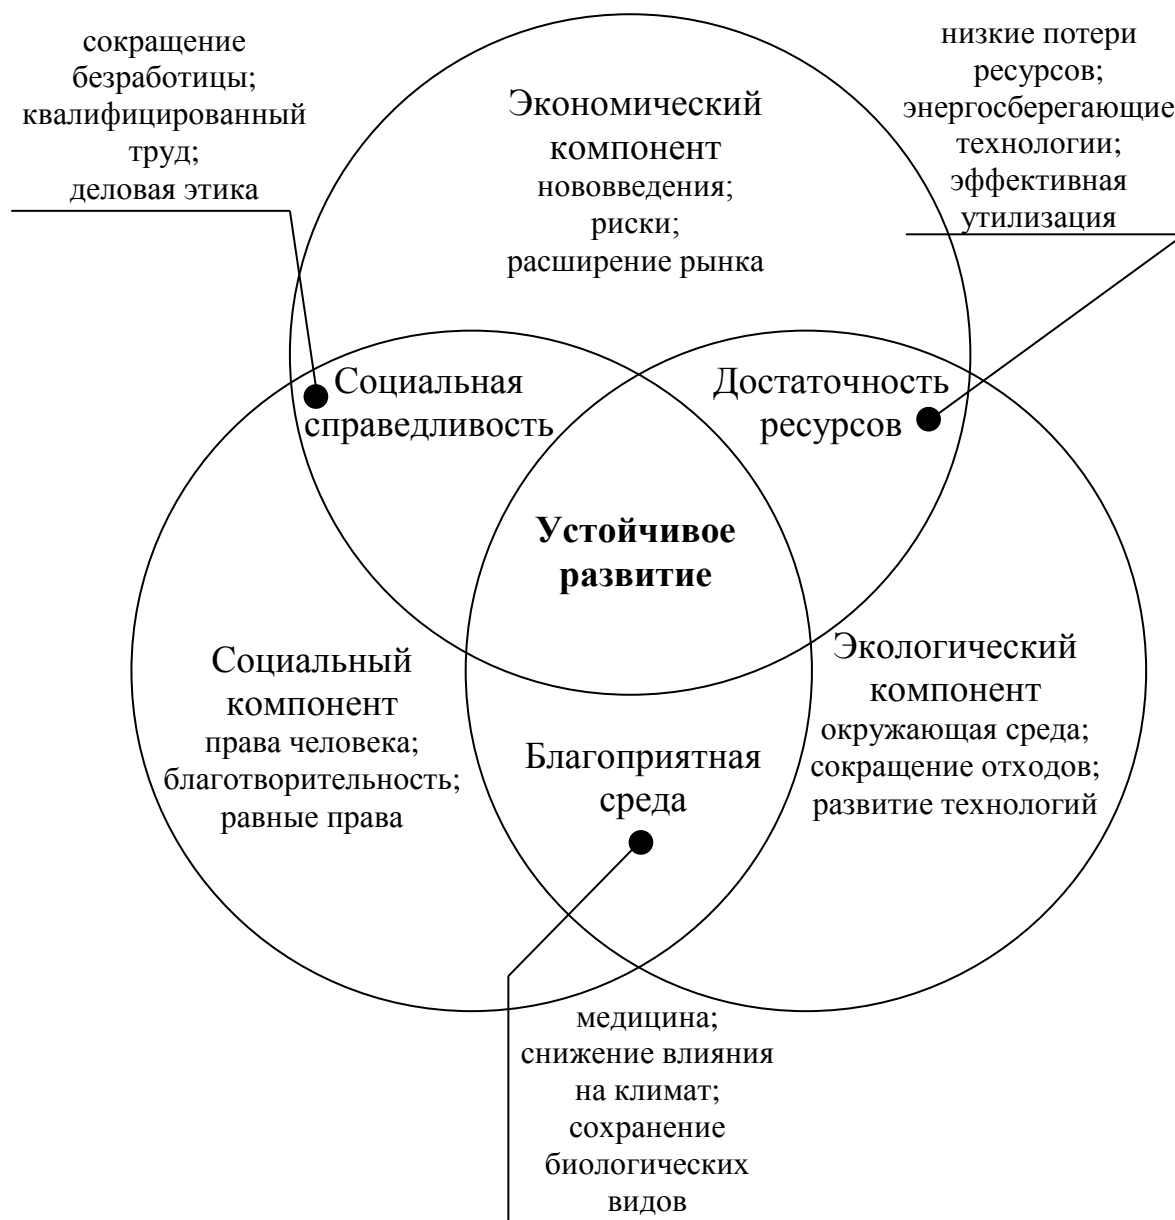 сокращение
безработицы;
квалифицированный
труд;
деловая этика
низкие потери
ресурсов;
энергосберегающие
технологии;
эффективная
утилизация
Экономический
компонент
нововведения;
риски;
расширение рынка
Социальная
справедливость
Достаточность
ресурсов
Устойчивое
развитие
Социальный
компонент
права человека;
благотворительность;
равные права
Экологический
компонент
окружающая среда;
сокращение отходов;
развитие технологий
Благоприятная
среда
медицина;
снижение влияния
на климат;
сохранение
биологических
видов